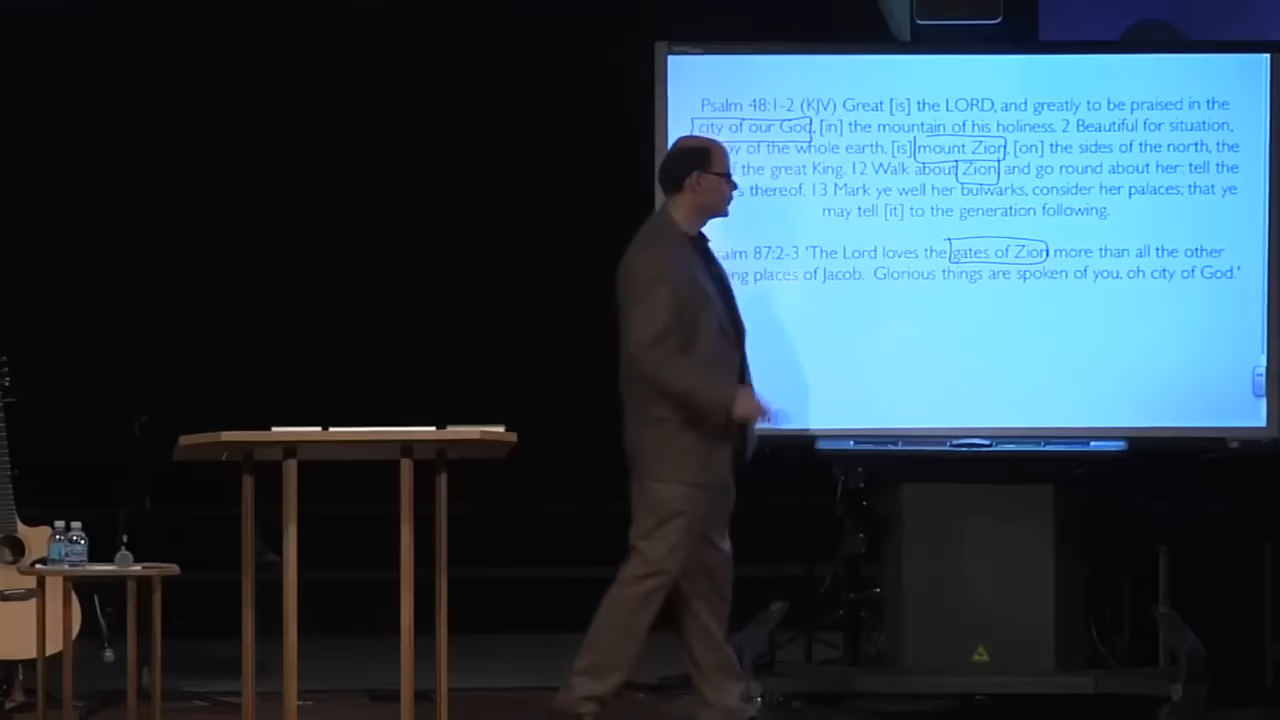 Psalm 48:1-2 (KJV) Great [is] the LORD, and greatly to be praised in the
city of our God, [in] the mountain of his holiness. 2 Beautiful for situation,
of the whole earth, [is] mount Zion, [on] the sides of the north, the
the great King. 12 Walk about Zion, and go round about her: tell the
thereof. 13 Mark ye well her bulwarks, consider her palaces; that ye
may tell [it] to the generation following.
87:2-3 'The Lord loves the gates of Zion more than all the other
places of Jacob. Glorious things are spoken of you, oh city of God.'